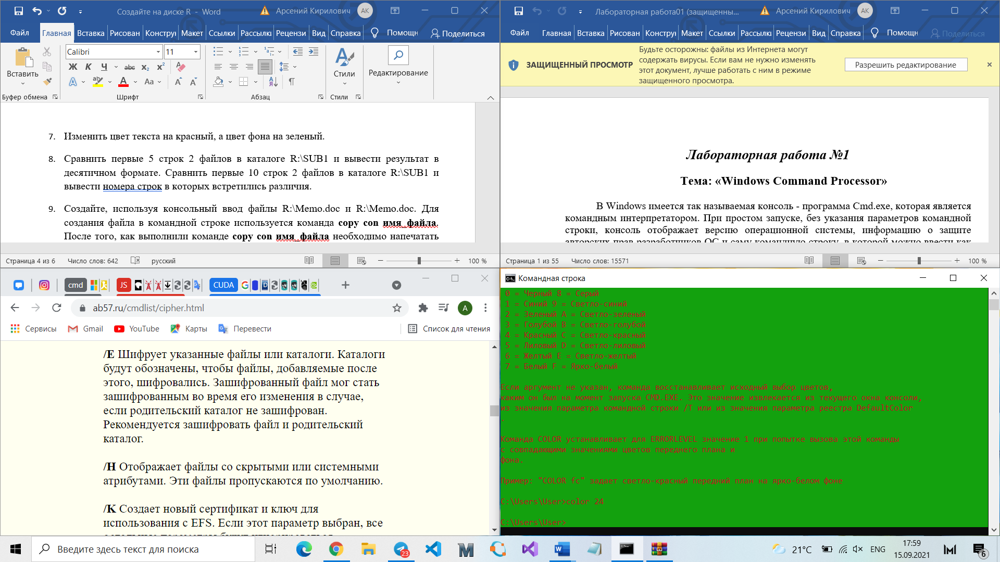 Создайте на диске R - Word
Арсений Кирилович
АК
Файл Главная Вставка Рисован Конструк Макет Ссылки Рассылкі Рецензи Вид Справка Помощн Поделиться
Вставить
Буфер обмена
Calibri 11
Ж К Ч abc x₂ x²
А ab А Аа А А
Шрифт
Абзац
Стили
Стили
Редактирование
7. Изменить цвет текста на красный, а цвет фона на зеленый.
8. Сравнить первые 5 строк 2 файлов в каталоге R:\SUB1 и вывести результат в
десятичном формате. Сравнить первые 10 строк 2 файлов в каталоге R:\SUB1 и
вывести номера строк в которых встретились различия.
9. Создайте, используя консольный ввод файлы R:\Memo.doc и R:\Memo.doc. Для
создания файла в командной строке используется команда copy con имя_файла.
После того, как выполнили команде copy con имя_файла необходимо напечатать
Страница 4 из 6 Число слов: 642 русский 100 %
Лабораторная работа01 (защищенны...
Арсений Кирилович
АК
Файл Главная Вставка Рисован Конструк Макет Ссылки Рассылкі Рецензи Вид Справка Помощн Поделиться
ЗАЩИЩЕННЫЙ ПРОСМОТР
Будьте осторожны: файлы из Интернета могут
содержать вирусы. Если вам не нужно изменять
этот документ, лучше работать с ним в режиме
защищенного просмотра.
Разрешить редактирование
Лабораторная работа №1
Тема: «Windows Command Processor»
В Windows имеется так называемая консоль - программа Cmd.exe, которая является
командным интерпретатором. При простом запуске, без указания параметров командной
строки, консоль отображает версию операционной системы, информацию о защите
авторских прав разработчиков ОС и саму командную строку, в которой можно ввести как
Страница 1 из 55 Число слов: 15571 100 %
cmd JS CUDA
ab57.ru/cmdlist/cipher.html
A
Сервисы Gmail YouTube Карты Перевести Список для чтения
/E Шифрует указанные файлы или каталоги. Каталоги
будут обозначены, чтобы файлы, добавляемые после
этого, шифровались. Зашифрованный файл мог стать
зашифрованным во время его изменения в случае,
если родительский каталог не зашифрован.
Рекомендуется зашифровать файл и родительский
каталог.
/H Отображает файлы со скрытыми или системными
атрибутами. Эти файлы пропускаются по умолчанию.
/K Создает новый сертификат и ключ для
использования с EFS. Если этот параметр выбран, все
Командная строка
0 = Черный 8 = Серый
1 = Синий 9 = Светло-синий
2 = Зеленый A = Светло-зеленый
3 = Голубой B = Светло-голубой
4 = Красный C = Светло-красный
5 = Лиловый D = Светло-лиловый
6 = Желтый E = Светло-желтый
7 = Белый F = Ярко-белый
Если аргумент не указан, команда восстанавливает исходный выбор цветов,
каким он был на момент запуска CMD.EXE. Это значение извлекается из текущего окна консоли,
из значения параметра командной строки /T или из значения параметра реестра DefaultColor
.
Команда COLOR устанавливает для ERRORLEVEL значение 1 при попытке вызова этой команды
с совпадающими значениями цветов переднего плана и
фона.
Пример: "COLOR fc" задает светло-красный передний план на ярко-белом фоне
C:\Users\User>color 24
C:\Users\User>
Введите здесь текст для поиска
23
21°C
ENG
17:59
15.09.2021
6